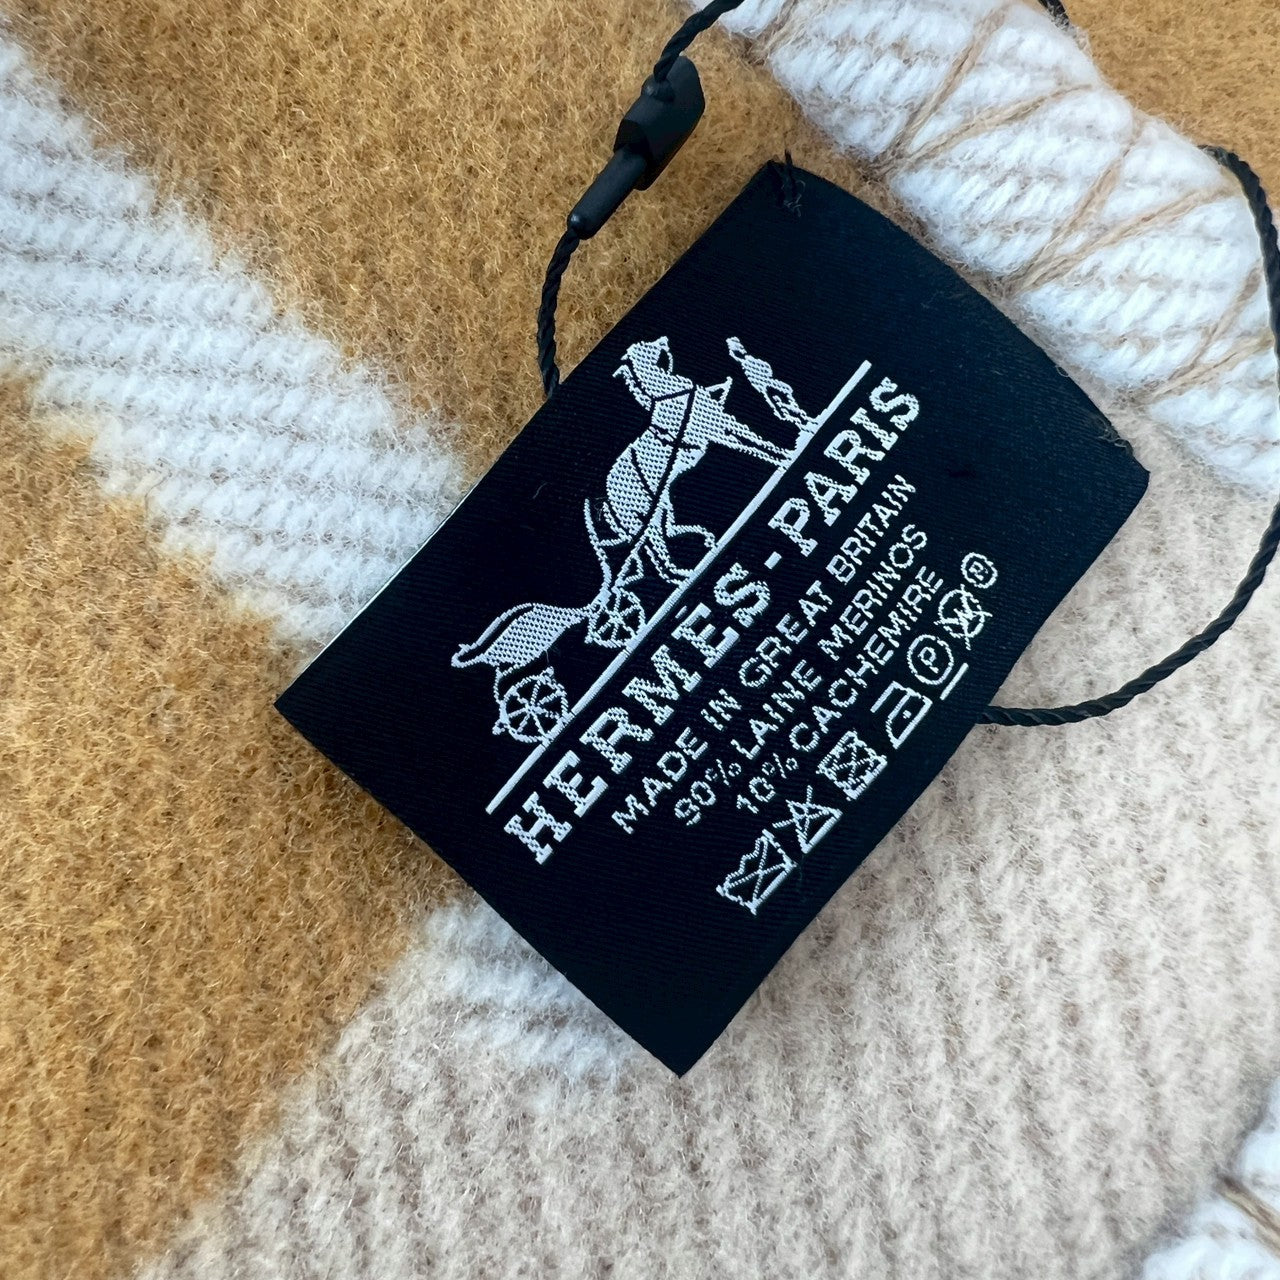 HERMÈS-PARIS
MADE IN GREAT BRITAIN
90% LAINE MERINOS
10% CACHEMIRE
P